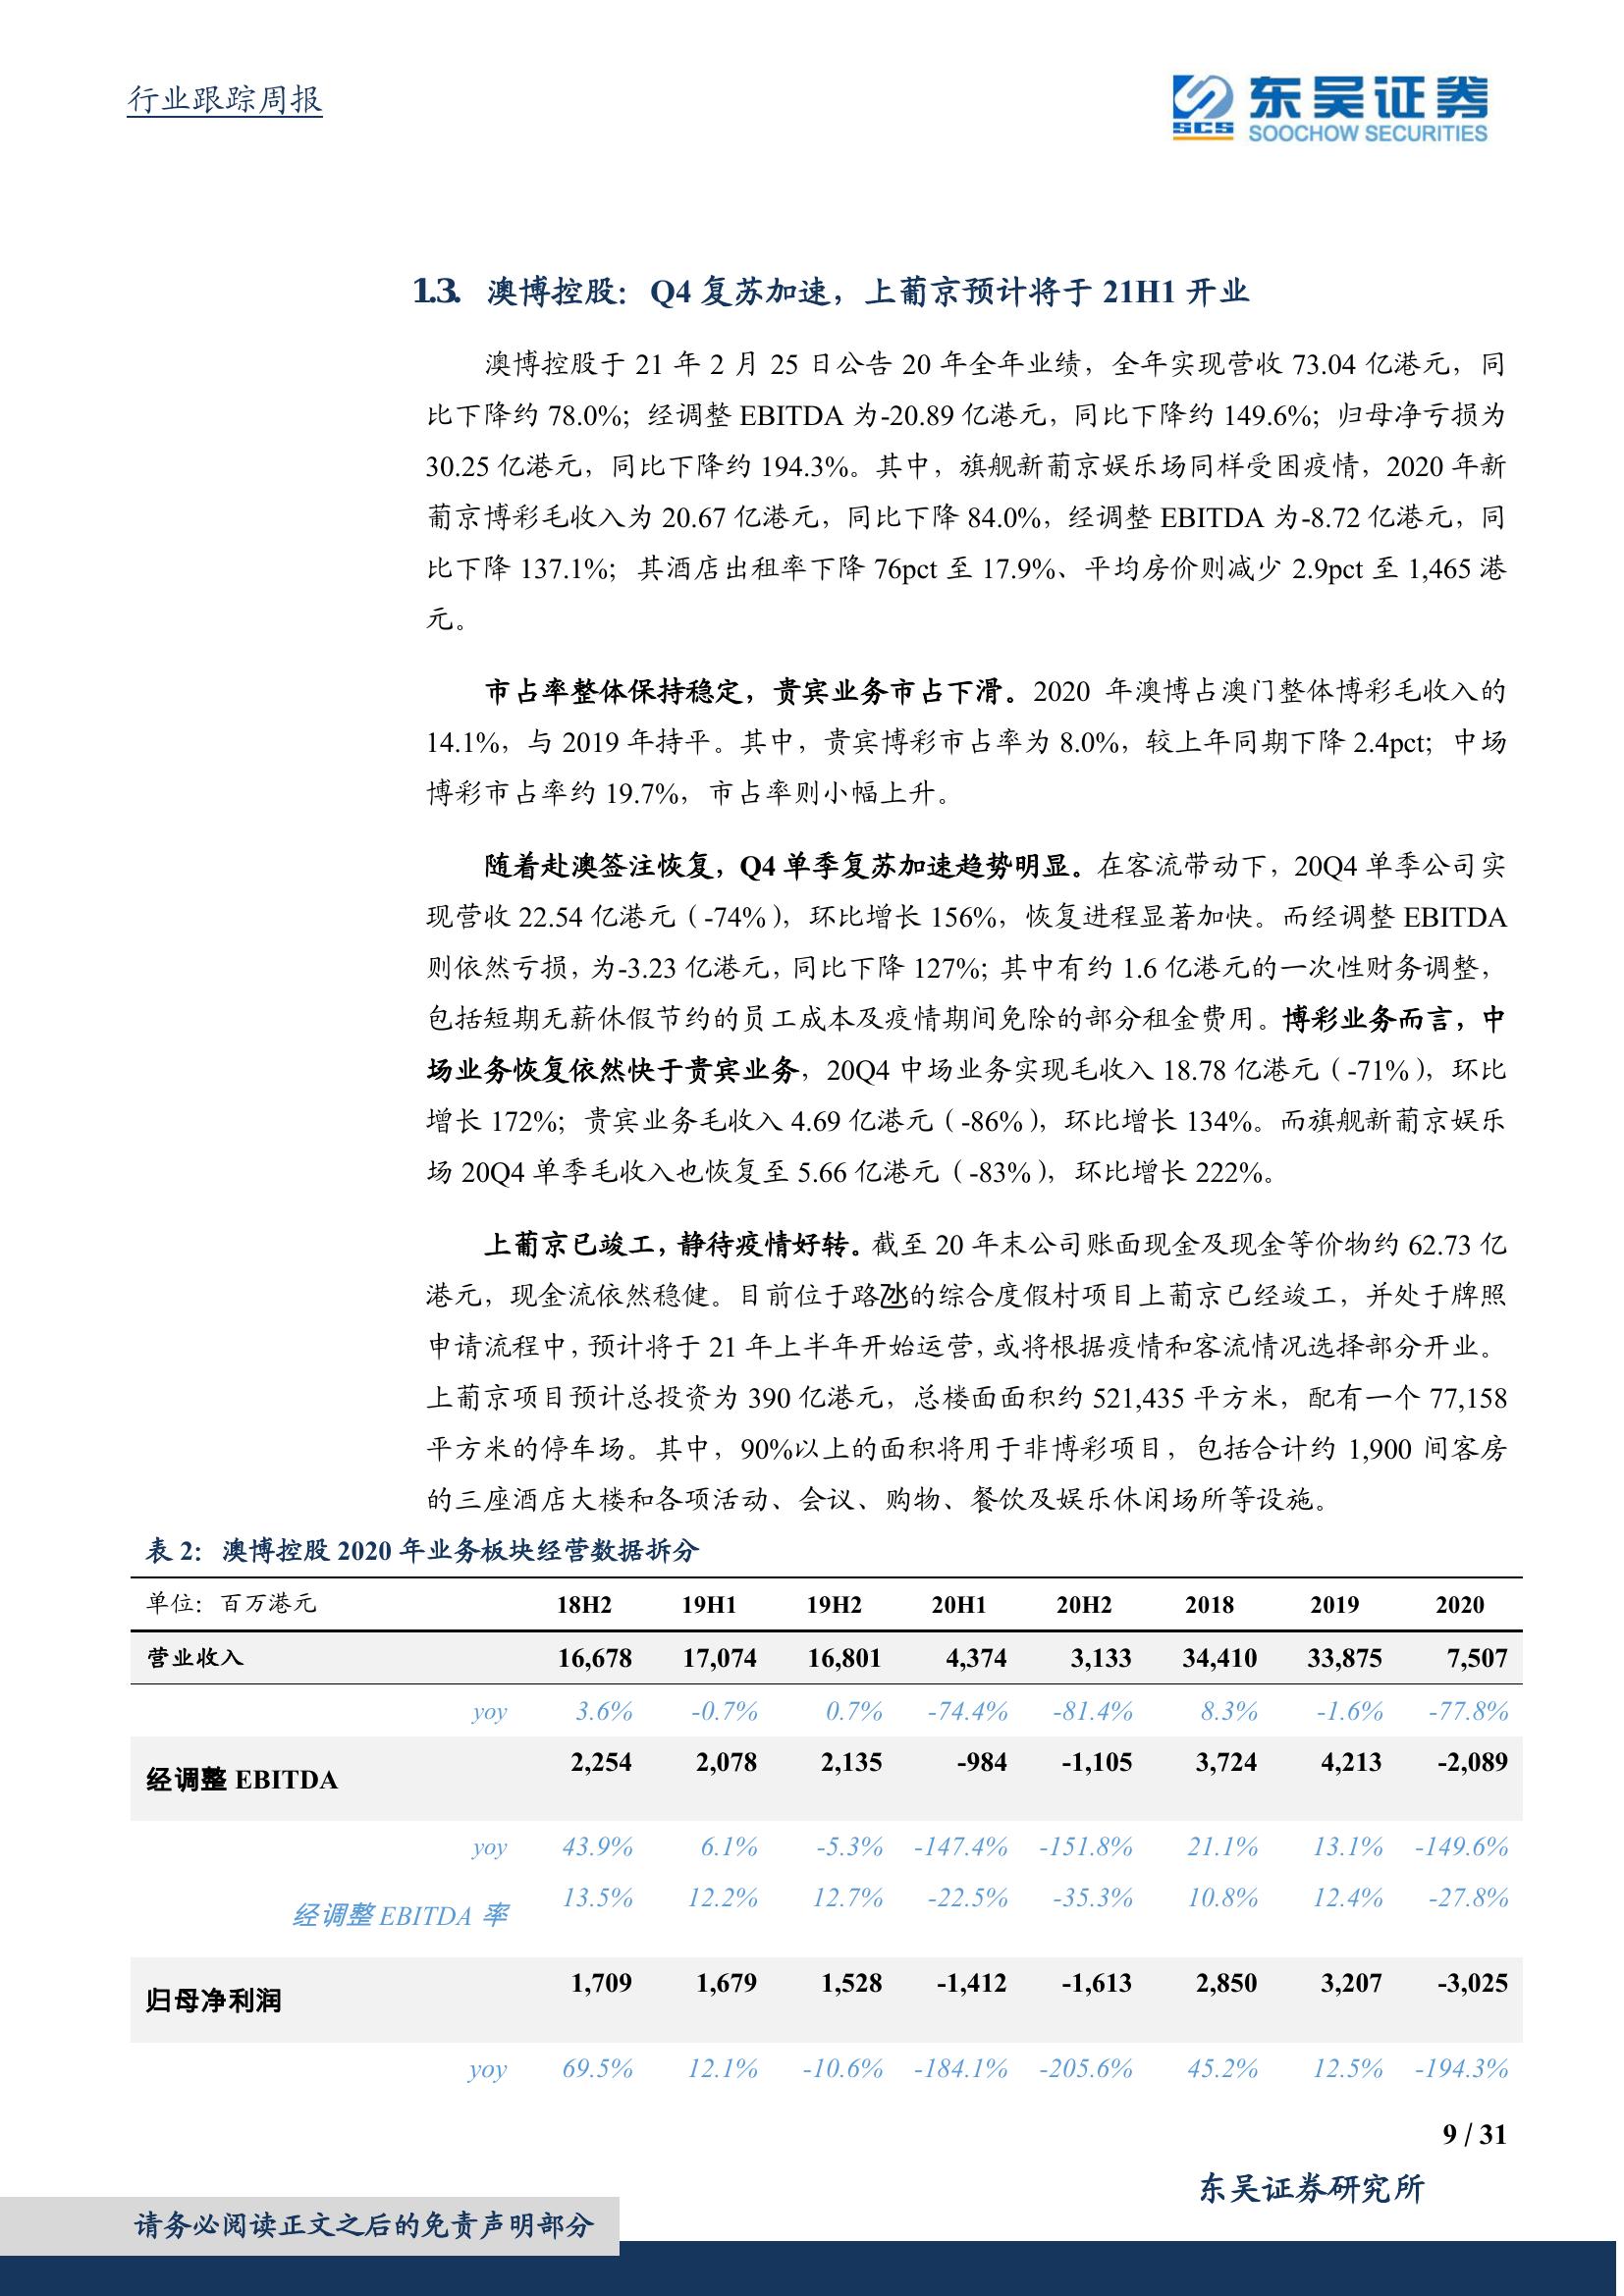 行业跟踪周报
SCS
东吴证券
SOOCHOW SECURITIES
1.3. 澳博控股：Q4 复苏加速，上葡京预计将于 21H1 开业
澳博控股于 21 年 2 月 25 日公告 20 年全年业绩，全年实现营收 73.04 亿港元，同
比下降约 78.0%；经调整 EBITDA 为-20.89 亿港元，同比下降约 149.6%；归母净亏损为
30.25 亿港元，同比下降约 194.3%。其中，旗舰新葡京娱乐场同样受困疫情，2020 年新
葡京博彩毛收入为 20.67 亿港元，同比下降 84.0%，经调整 EBITDA 为-8.72 亿港元，同
比下降 137.1%；其酒店出租率下降 76pct 至 17.9%、平均房价则减少 2.9pct 至 1,465 港
元。
市占率整体保持稳定，贵宾业务市占下滑。2020 年澳博占澳门整体博彩毛收入的
14.1%，与 2019 年持平。其中，贵宾博彩市占率为 8.0%，较上年同期下降 2.4pct；中场
博彩市占率约 19.7%，市占率则小幅上升。
随着赴澳签注恢复，Q4 单季复苏加速趋势明显。在客流带动下，20Q4 单季公司实
现营收 22.54 亿港元（-74%），环比增长 156%，恢复进程显著加快。而经调整 EBITDA
则依然亏损，为-3.23 亿港元，同比下降 127%；其中有约 1.6 亿港元的一次性财务调整，
包括短期无薪休假节约的员工成本及疫情期间免除的部分租金费用。博彩业务而言，中
场业务恢复依然快于贵宾业务，20Q4 中场业务实现毛收入 18.78 亿港元（-71%），环比
增长 172%；贵宾业务毛收入 4.69 亿港元（-86%），环比增长 134%。而旗舰新葡京娱乐
场 20Q4 单季毛收入也恢复至 5.66 亿港元（-83%），环比增长 222%。
上葡京已竣工，静待疫情好转。截至 20 年末公司账面现金及现金等价物约 62.73 亿
港元，现金流依然稳健。目前位于路氹的综合度假村项目上葡京已经竣工，并处于牌照
申请流程中，预计将于 21 年上半年开始运营，或将根据疫情和客流情况选择部分开业。
上葡京项目预计总投资为 390 亿港元，总楼面面积约 521,435 平方米，配有一个 77,158
平方米的停车场。其中，90%以上的面积将用于非博彩项目，包括合计约 1,900 间客房
的三座酒店大楼和各项活动、会议、购物、餐饮及娱乐休闲场所等设施。
表 2：澳博控股 2020 年业务板块经营数据拆分
单位：百万港元 18H2 19H1 19H2 20H1 20H2 2018 2019 2020
营业收入 16,678 17,074 16,801 4,374 3,133 34,410 33,875 7,507
yoy 3.6% -0.7% 0.7% -74.4% -81.4% 8.3% -1.6% -77.8%
经调整 EBITDA 2,254 2,078 2,135 -984 -1,105 3,724 4,213 -2,089
yoy 43.9% 6.1% -5.3% -147.4% -151.8% 21.1% 13.1% -149.6%
经调整 EBITDA 率 13.5% 12.2% 12.7% -22.5% -35.3% 10.8% 12.4% -27.8%
归母净利润 1,709 1,679 1,528 -1,412 -1,613 2,850 3,207 -3,025
yoy 69.5% 12.1% -10.6% -184.1% -205.6% 45.2% 12.5% -194.3%
9 / 31
东吴证券研究所
请务必阅读正文之后的免责声明部分